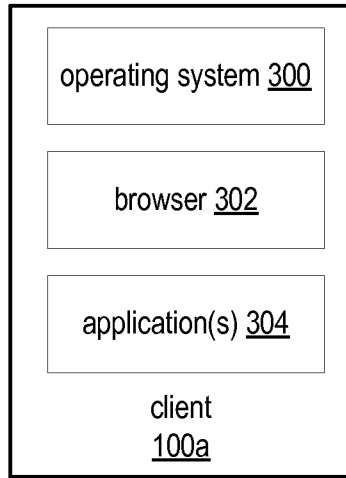 operating system 300
browser 302
application(s) 304
client
100a